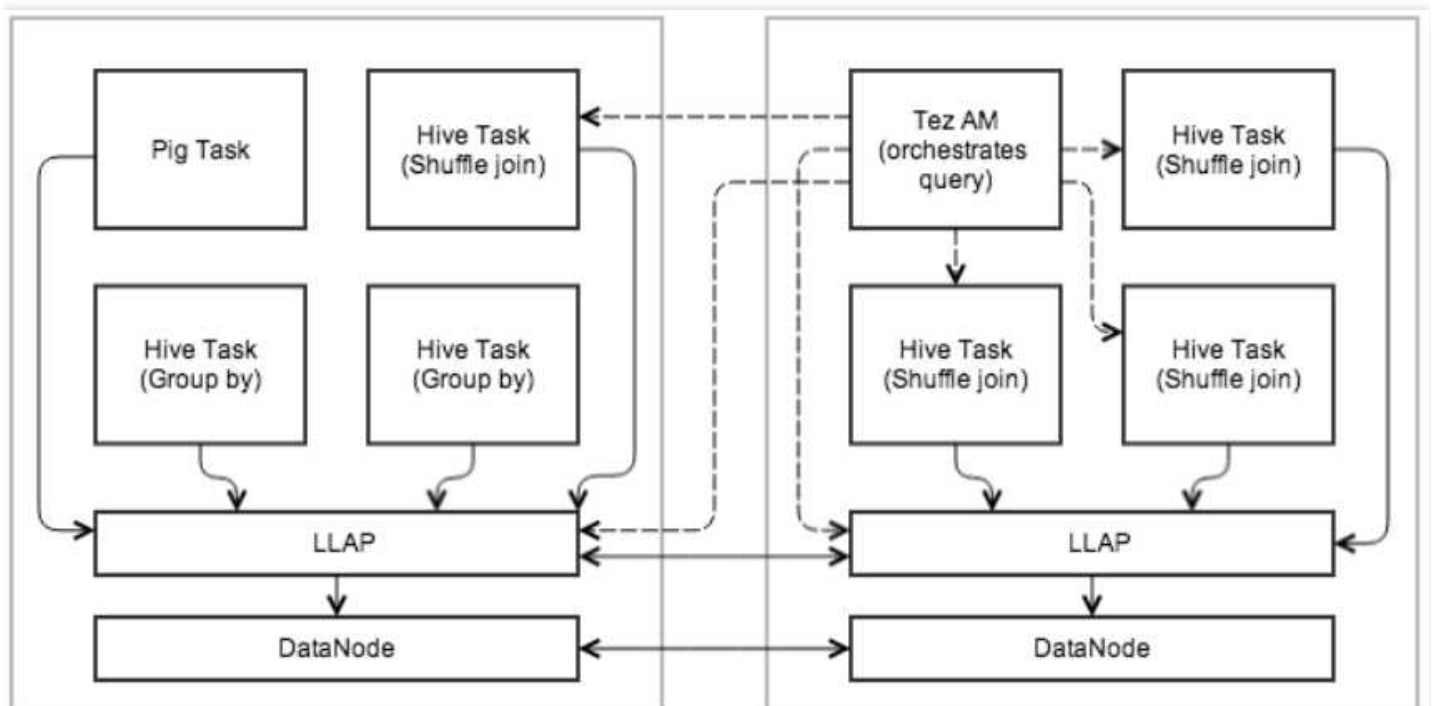 Pig Task
Hive Task
(Shuffle join)
Tez AM
(orchestrates
query)
Hive Task
(Shuffle join)
Hive Task
(Group by)
Hive Task
(Group by)
Hive Task
(Shuffle join)
Hive Task
(Shuffle join)
LLAP
LLAP
DataNode
DataNode